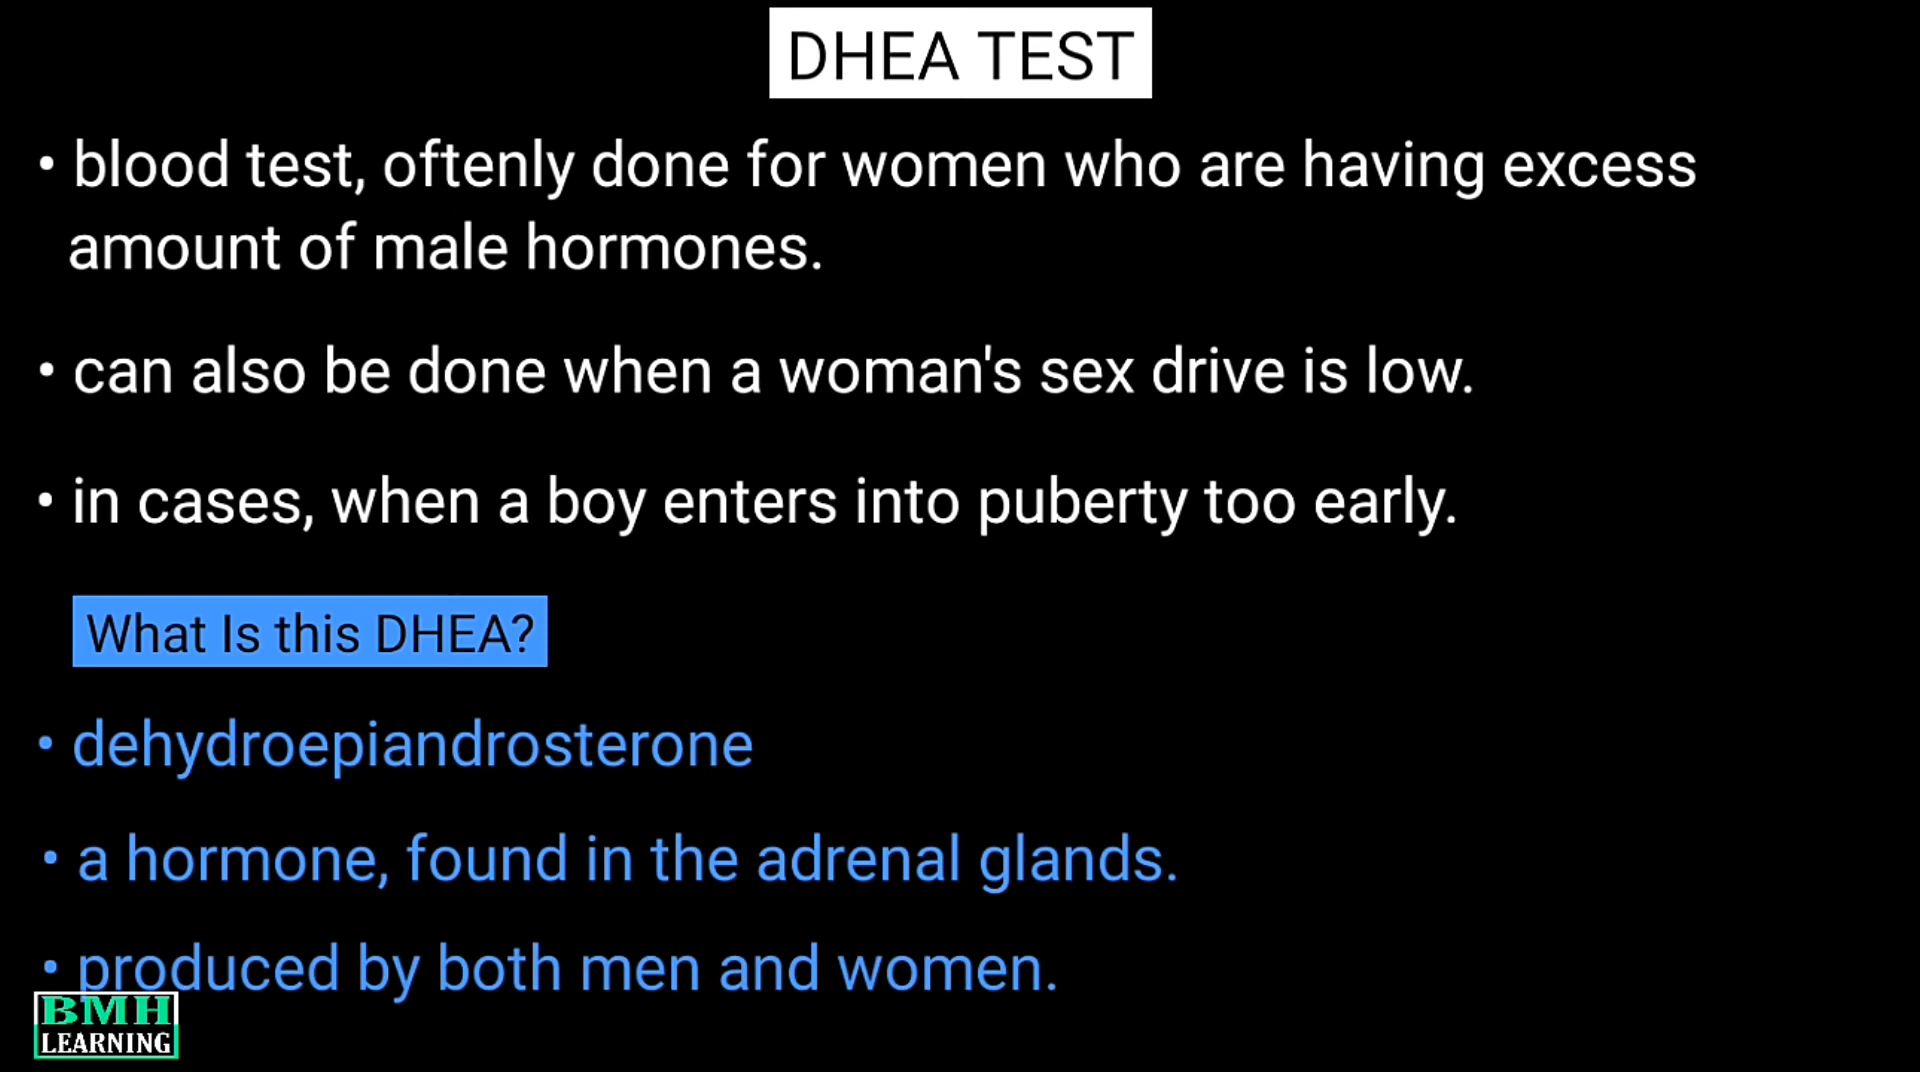 DHEA TEST
• blood test, oftenly done for women who are having excess
amount of male hormones.
• can also be done when a woman's sex drive is low.
• in cases, when a boy enters into puberty too early.
What Is this DHEA?
• dehydroepiandrosterone
• a hormone, found in the adrenal glands.
• produced by both men and women.
BMH
LEARNING